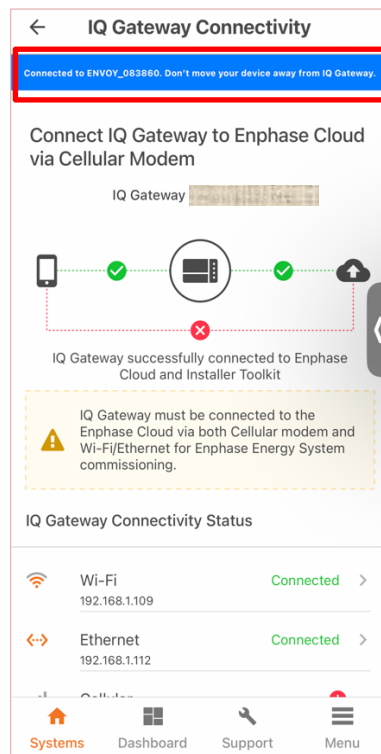 IQ Gateway Connectivity
Connected to ENVOY_083860. Don't move your device away from IQ Gateway.
Connect IQ Gateway to Enphase Cloud
via Cellular Modem
IQ Gateway
IQ Gateway successfully connected to Enphase
Cloud and Installer Toolkit
IQ Gateway must be connected to the
Enphase Cloud via both Cellular modem and
Wi-Fi/Ethernet for Enphase Energy System
commissioning.
IQ Gateway Connectivity Status
Wi-Fi Connected
192.168.1.109
Ethernet Connected
192.168.1.112
Cellular
Systems Dashboard Support Menu